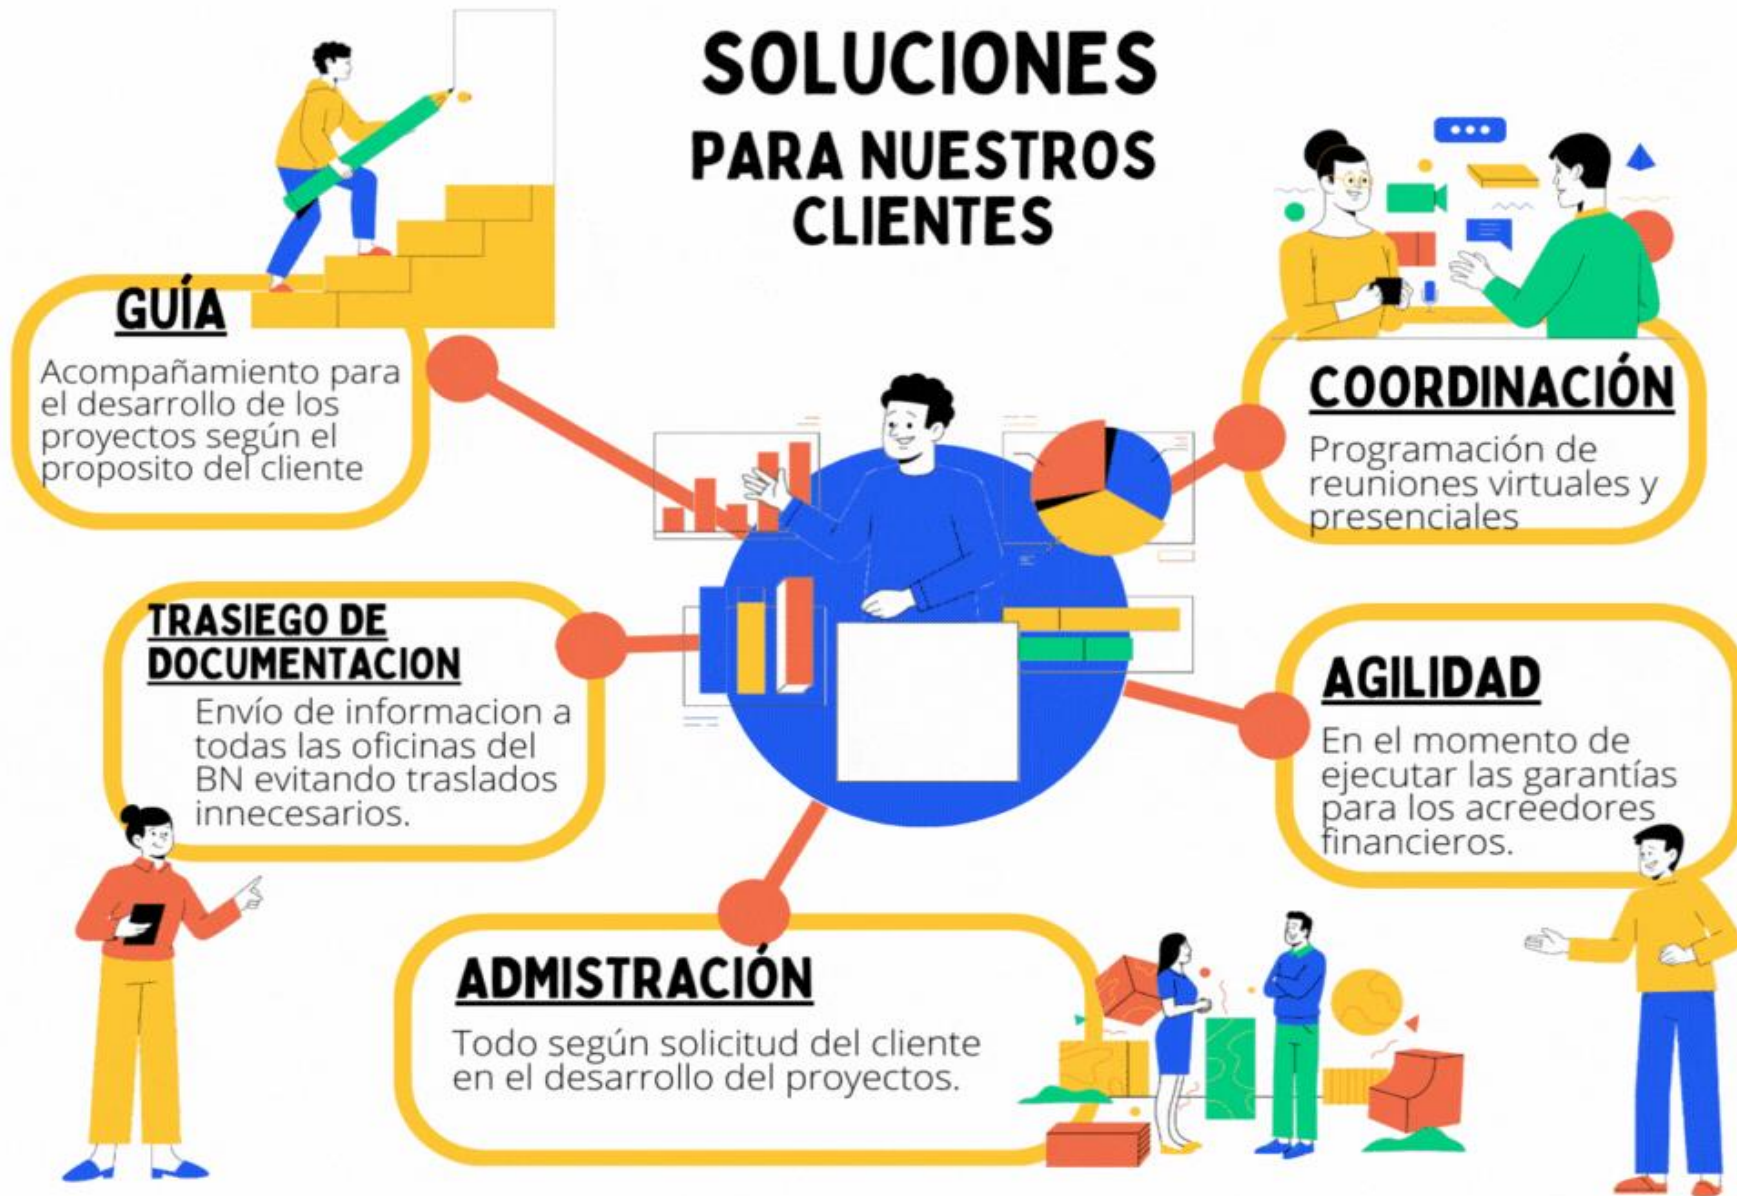 SOLUCIONES
PARA NUESTROS
CLIENTES
GUÍA
Acompañamiento para
el desarrollo de los
proyectos según el
proposito del cliente
COORDINACIÓN
Programación de
reuniones virtuales y
presenciales
TRASIEGO DE
DOCUMENTACION
Envío de informacion a
todas las oficinas del
BN evitando traslados
innecesarios.
AGILIDAD
En el momento de
ejecutar las garantías
para los acreedores
financieros.
ADMISTRACIÓN
Todo según solicitud del cliente
en el desarrollo del proyectos.